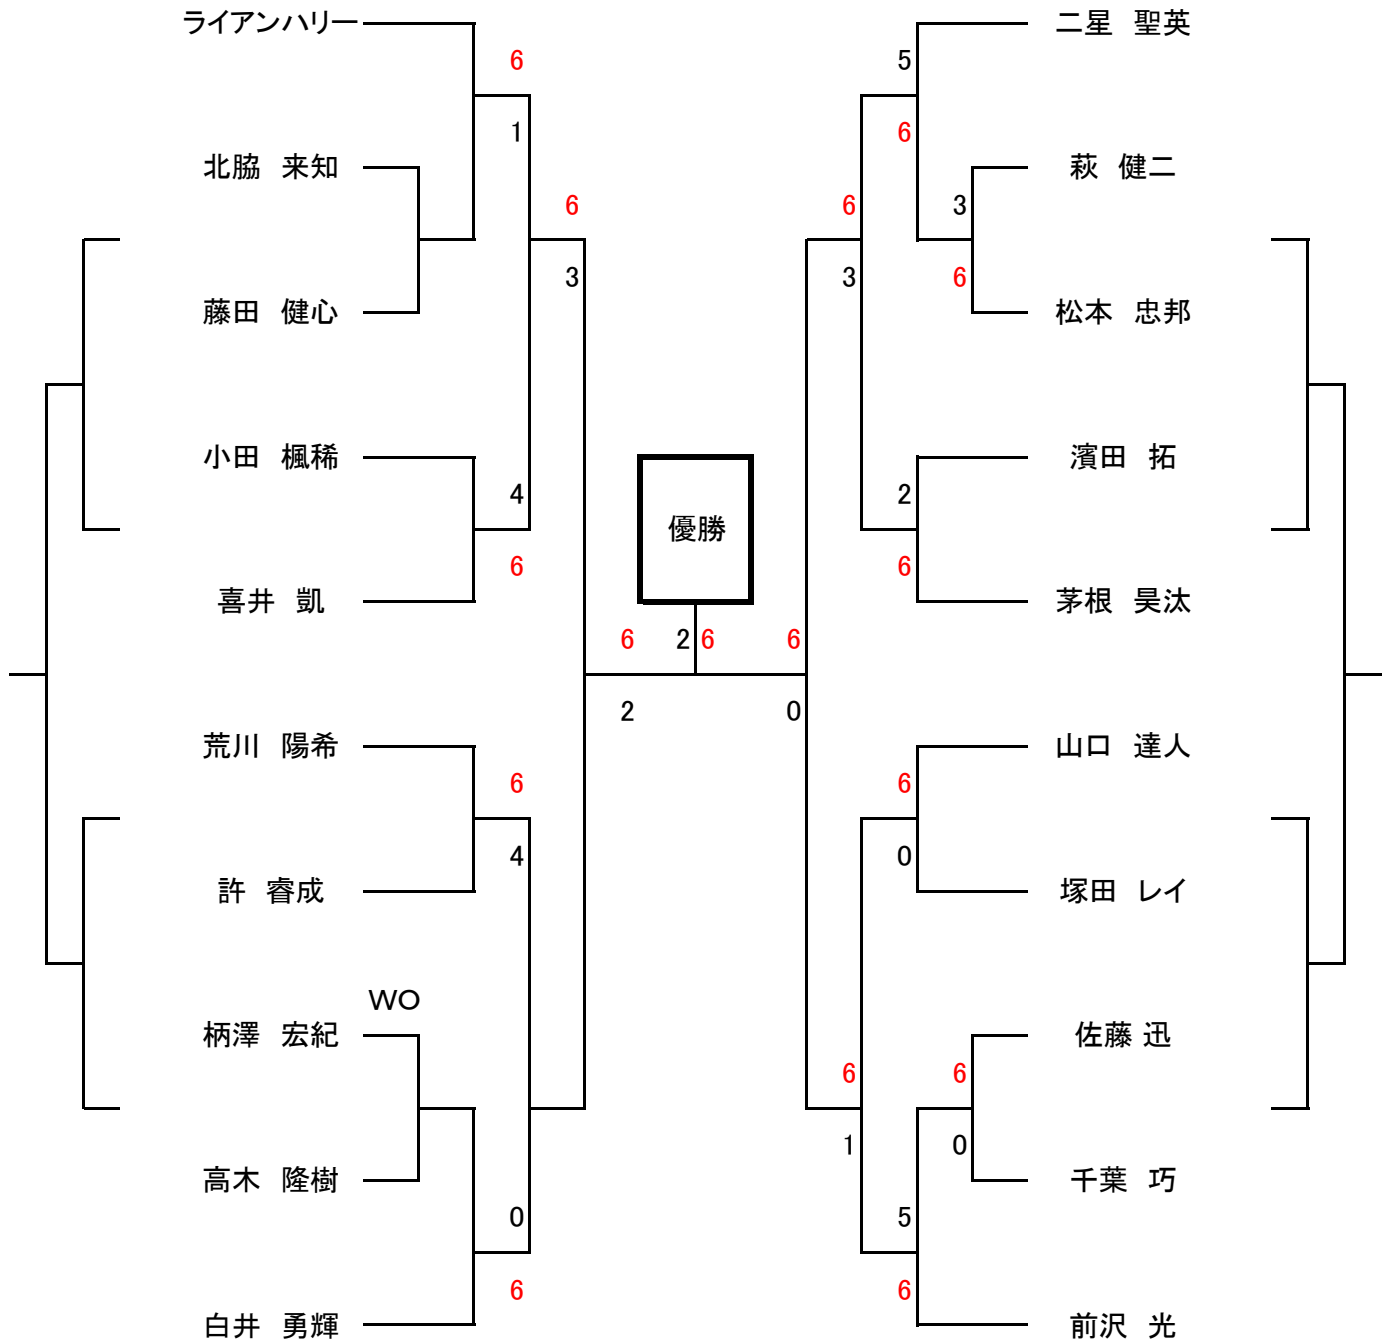 ライアンハリー 二星 聖英
6 5
1 6
北脇 来知 萩 健二
6 6 3
3 3 6
藤田 健心 松本 忠邦
小田 楓稀 濱田 拓
4 2
優勝
6 6
喜井 凱 茅根 昊汰
6 2 6 6
2 0
荒川 陽希 山口 達人
6 6
4 0
許 睿成 塚田 レイ
WO
柄澤 宏紀 佐藤 迅
6 6
1 0
高木 隆樹 千葉 巧
0 5
6 6
白井 勇輝 前沢 光